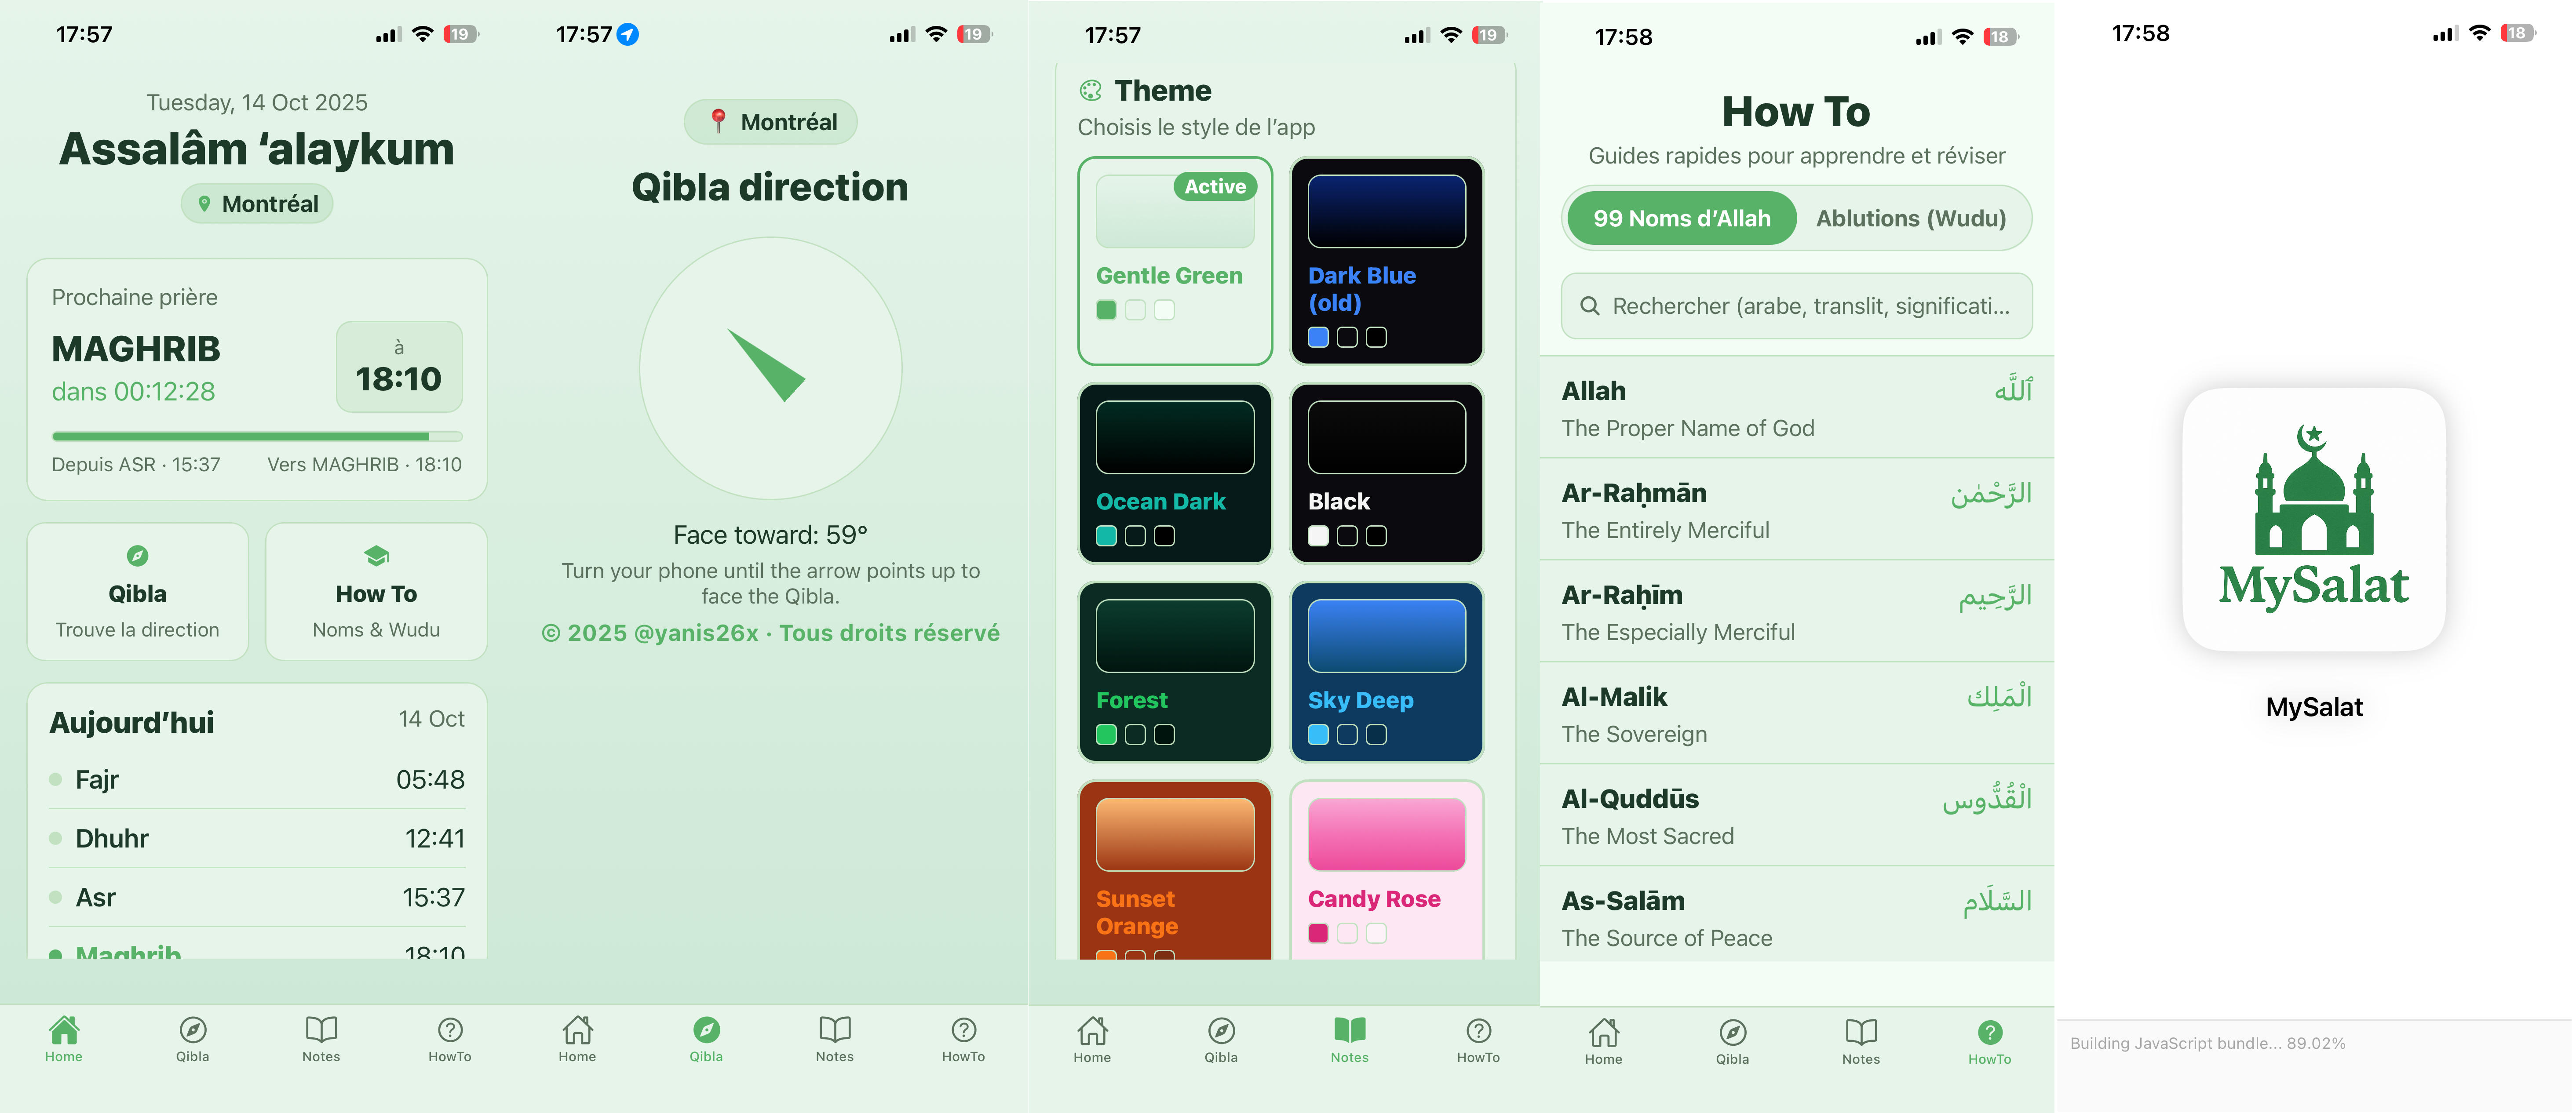 17:57
19
Tuesday, 14 Oct 2025
Assalâm ‘alaykum
Montréal
Prochaine prière
MAGHRIB
dans 00:12:28
à
18:10
Depuis ASR · 15:37
Vers MAGHRIB · 18:10
Qibla
Trouve la direction
How To
Noms & Wudu
Aujourd’hui
14 Oct
Fajr
05:48
Dhuhr
12:41
Asr
15:37
Maghrib
18:10
Home
Qibla
Notes
HowTo
17:57
19
Montréal
Qibla direction
Face toward: 59°
Turn your phone until the arrow points up to
face the Qibla.
© 2025 @yanis26x · Tous droits réservé
Home
Qibla
Notes
HowTo
17:57
19
Theme
Choisis le style de l’app
Active
Gentle Green
Dark Blue
(old)
Ocean Dark
Black
Forest
Sky Deep
Sunset
Orange
Candy Rose
Home
Qibla
Notes
HowTo
17:58
18
How To
Guides rapides pour apprendre et réviser
99 Noms d’Allah
Ablutions (Wudu)
Rechercher (arabe, translit, significati...
Allah
ٱللَّه
The Proper Name of God
Ar-Raḥmān
الرَّحْمَٰن
The Entirely Merciful
Ar-Raḥīm
الرَّحِيم
The Especially Merciful
Al-Malik
الْمَلِك
The Sovereign
Al-Quddūs
الْقُدُّوس
The Most Sacred
As-Salām
السَّلَام
The Source of Peace
Home
Qibla
Notes
HowTo
17:58
18
MySalat
MySalat
Building JavaScript bundle... 89.02%